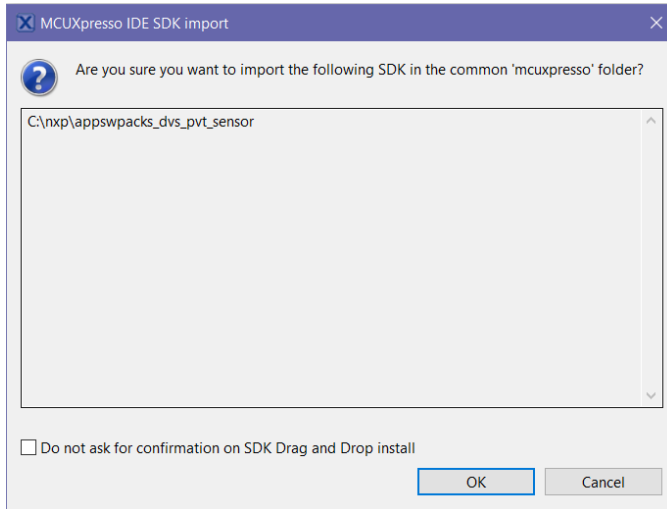 MCUXpresso IDE SDK import
Are you sure you want to import the following SDK in the common 'mcuxpresso' folder?
C:\nxp\appswpacks_dvs_pvt_sensor
Do not ask for confirmation on SDK Drag and Drop install
OK
Cancel